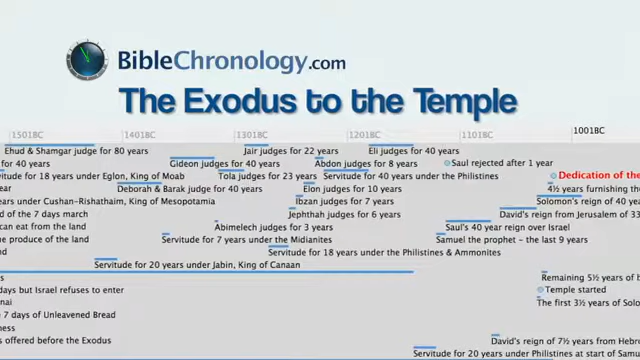 BibleChronology.com
The Exodus to the Temple
1501BC 1401BC 1301BC 1201BC 1101BC 1001BC
Ehud & Shamgar judge for 80 years Jair judges for 22 years Eli judges for 40 years
for 40 years Gideon judges for 40 years Abdon judges for 8 years Saul rejected after 1 year
vitude for 18 years under Eglon, King of Moab Tola judges for 23 years Servitude for 40 years under the Philistines Dedication of the
ear Deborah & Barak judge for 40 years Elon judges for 10 years 4½ years furnishing the
ears under Cushan-Rishathaim, King of Mesopotamia Ibzan judges for 7 years Solomon's reign of 40 yea
d of the 7 days march Jephthah judges for 6 years David's reign from Jerusalem of 33
can eat from the land Abimelech judges for 3 years Saul's 40 year reign over Israel
e produce of the land Servitude for 7 years under the Midianites Samuel the prophet - the last 9 years
Servitude for 18 years under the Philistines & Ammonites
Servitude for 20 years under Jabin, King of Canaan
s Remaining 5½ years of b
days but Israel refuses to enter Temple started
nai The first 3½ years of Solo
7 days of Unleavened Bread
ness
s offered before the Exodus David's reign of 7½ years from Hebr
Servitude for 20 years under Philistines at start of Samu